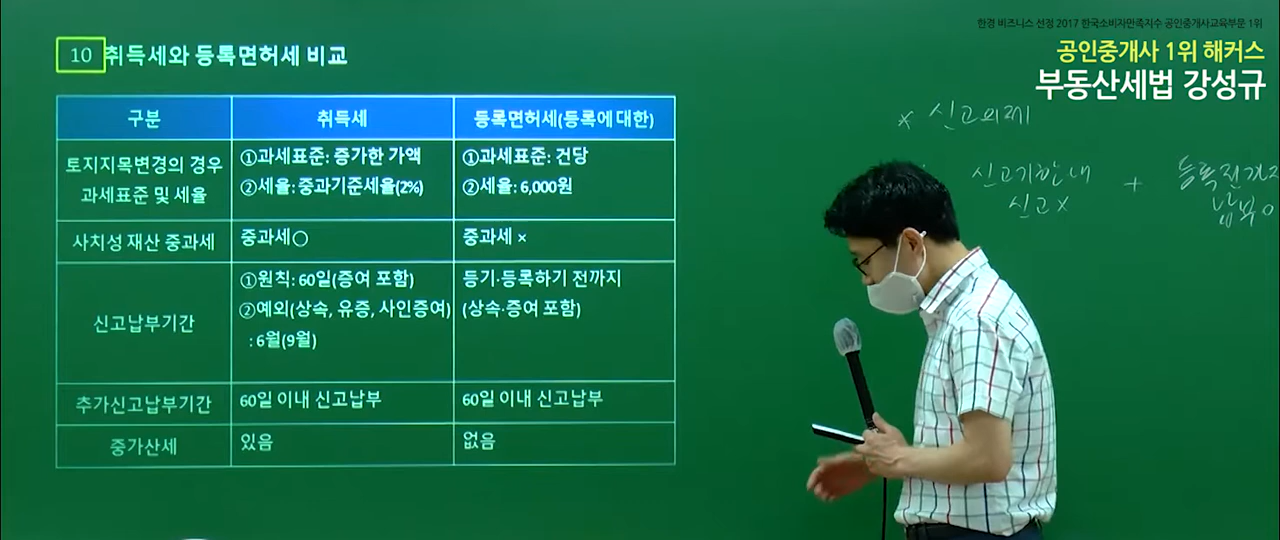 한경 비즈니스 선정 2017 한국소비자만족지수 공인중개사교육부문 1위
공인중개사 1위 해커스
부동산세법 강성규
10 취득세와 등록면허세 비교
구분 취득세 등록면허세(등록에 대한)
토지지목변경의 경우
과세표준 및 세율
①과세표준: 증가한 가액
②세율: 중과기준세율(2%)
①과세표준: 건당
②세율: 6,000원
사치성 재산 중과세 중과세○ 중과세 ×
신고납부기간
①원칙: 60일(증여 포함)
②예외(상속, 유증, 사인증여)
: 6월(9월)
등기·등록하기 전까지
(상속·증여 포함)
추가신고납부기간 60일 이내 신고납부 60일 이내 신고납부
중가산세 있음 없음
* 신고의제
신고기한내
신고 x
+
등록전까지
납부 o